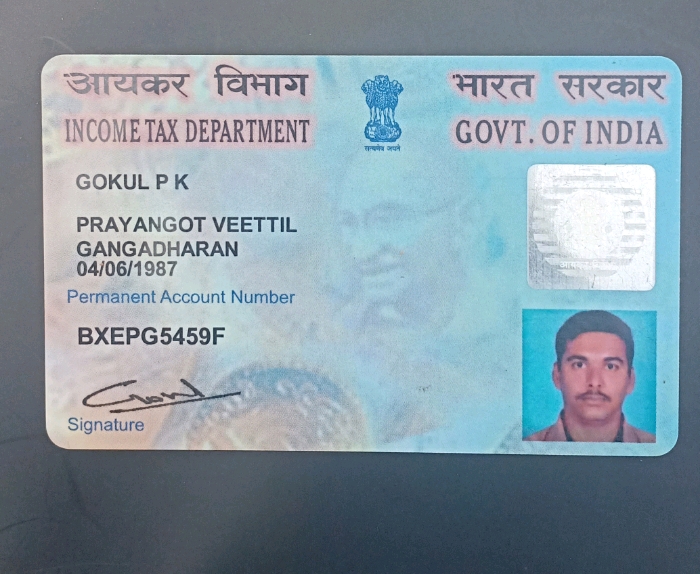 आयकर विभाग
भारत सरकार
INCOME TAX DEPARTMENT
GOVT. OF INDIA
सत्यमेव जयते
GOKUL P K
PRAYANGOT VEETTIL
GANGADHARAN
04/06/1987
Permanent Account Number
BXEPG5459F
Signature